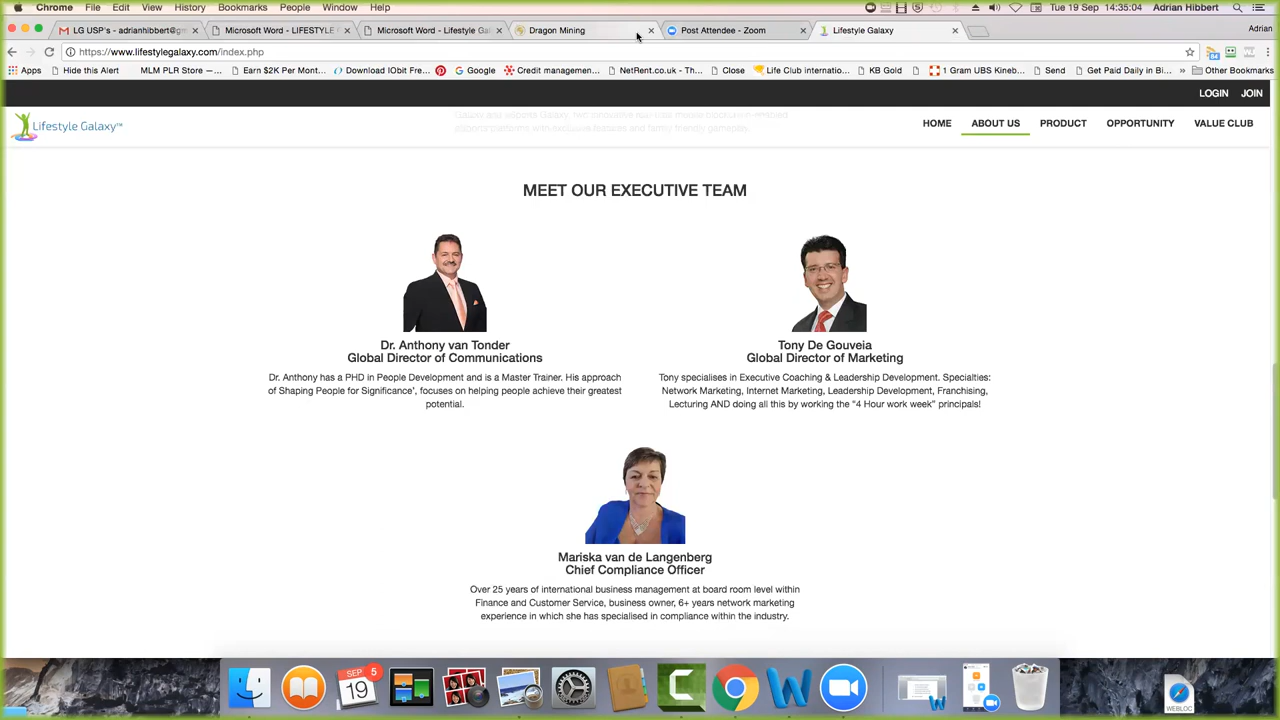 Chrome File Edit View History Bookmarks People Window Help Tue 19 Sep 14:35:04 Adrian Hibbert
LG USP's - adrianhibbert@gm Microsoft Word - LIFESTYLE F Microsoft Word - Lifestyle Gal Dragon Mining Post Attendee - Zoom Lifestyle Galaxy Adrian
https://www.lifestylegalaxy.com/index.php
Apps Hide this Alert MLM PLR Store — ... Earn $2K Per Mont... Download IObit Fre... Google Credit managemen... NetRent.co.uk - Th... Close Life Club internatio... KB Gold 1 Gram UBS Kineb... Send Get Paid Daily in Bi... » Other Bookmarks
LOGIN JOIN
Lifestyle Galaxy™ HOME ABOUT US PRODUCT OPPORTUNITY VALUE CLUB
MEET OUR EXECUTIVE TEAM
Dr. Anthony van Tonder
Global Director of Communications
Dr. Anthony has a PHD in People Development and is a Master Trainer. His approach
of Shaping People for Significance', focuses on helping people achieve their greatest
potential.
Tony De Gouveia
Global Director of Marketing
Tony specialises in Executive Coaching & Leadership Development. Specialties:
Network Marketing, Internet Marketing, Leadership Development, Franchising,
Lecturing AND doing all this by working the "4 Hour work week" principals!
Mariska van de Langenberg
Chief Compliance Officer
Over 25 years of international business management at board room level within
Finance and Customer Service, business owner, 6+ years network marketing
experience in which she has specialised in compliance within the industry.
SEP 5
19
WEBLOC